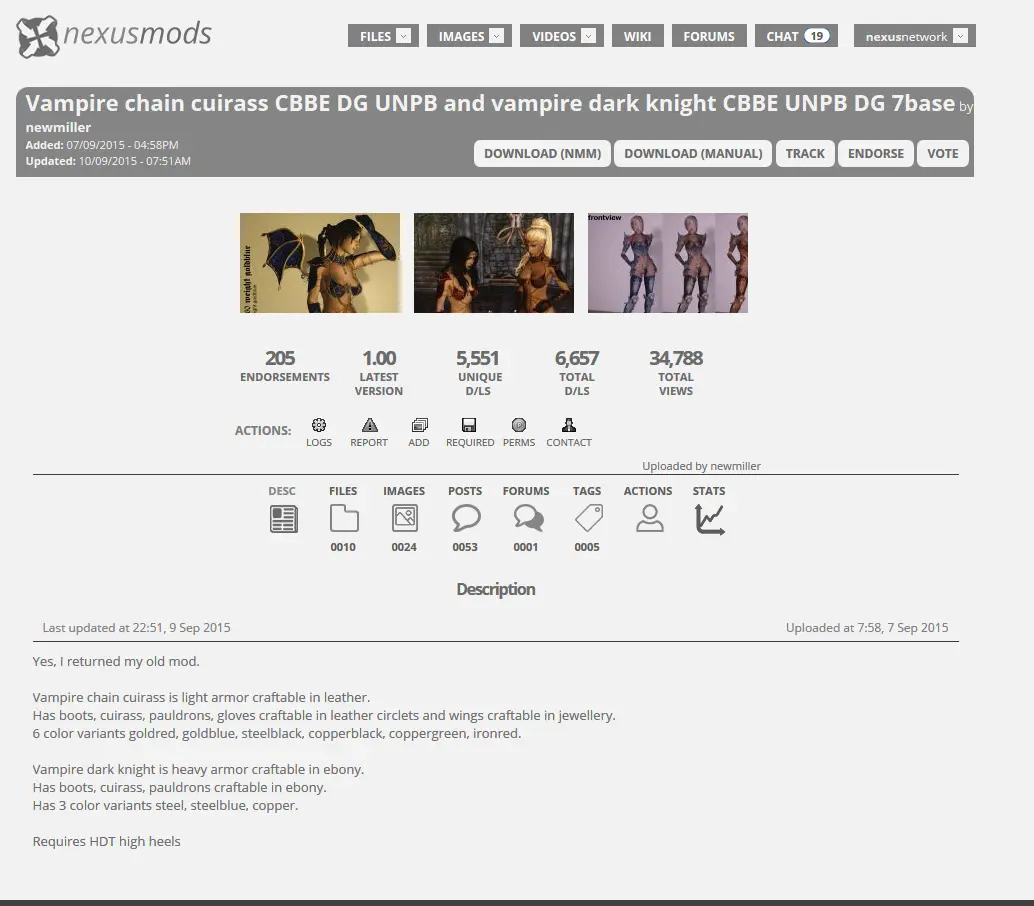 nexusmods
FILES IMAGES VIDEOS WIKI FORUMS CHAT 19 nexusnetwork
Vampire chain cuirass CBBE DG UNPB and vampire dark knight CBBE UNPB DG 7base by
newmiller
Added: 07/09/2015 - 04:58PM
Updated: 10/09/2015 - 07:51AM
DOWNLOAD (NMM) DOWNLOAD (MANUAL) TRACK ENDORSE VOTE
frontview
205 1.00 5,551 6,657 34,788
ENDORSEMENTS LATEST UNIQUE TOTAL TOTAL
VERSION D/LS D/LS VIEWS
ACTIONS: LOGS REPORT ADD REQUIRED PERMS CONTACT
Uploaded by newmiller
DESC FILES IMAGES POSTS FORUMS TAGS ACTIONS STATS
0010 0024 0053 0001 0005
Description
Last updated at 22:51, 9 Sep 2015 Uploaded at 7:58, 7 Sep 2015
Yes, I returned my old mod.
Vampire chain cuirass is light armor craftable in leather.
Has boots, cuirass, pauldrons, gloves craftable in leather circlets and wings craftable in jewellery.
6 color variants goldred, goldblue, steelblack, copperblack, coppergreen, ironred.
Vampire dark knight is heavy armor craftable in ebony.
Has boots, cuirass, pauldrons craftable in ebony.
Has 3 color variants steel, steelblue, copper.
Requires HDT high heels